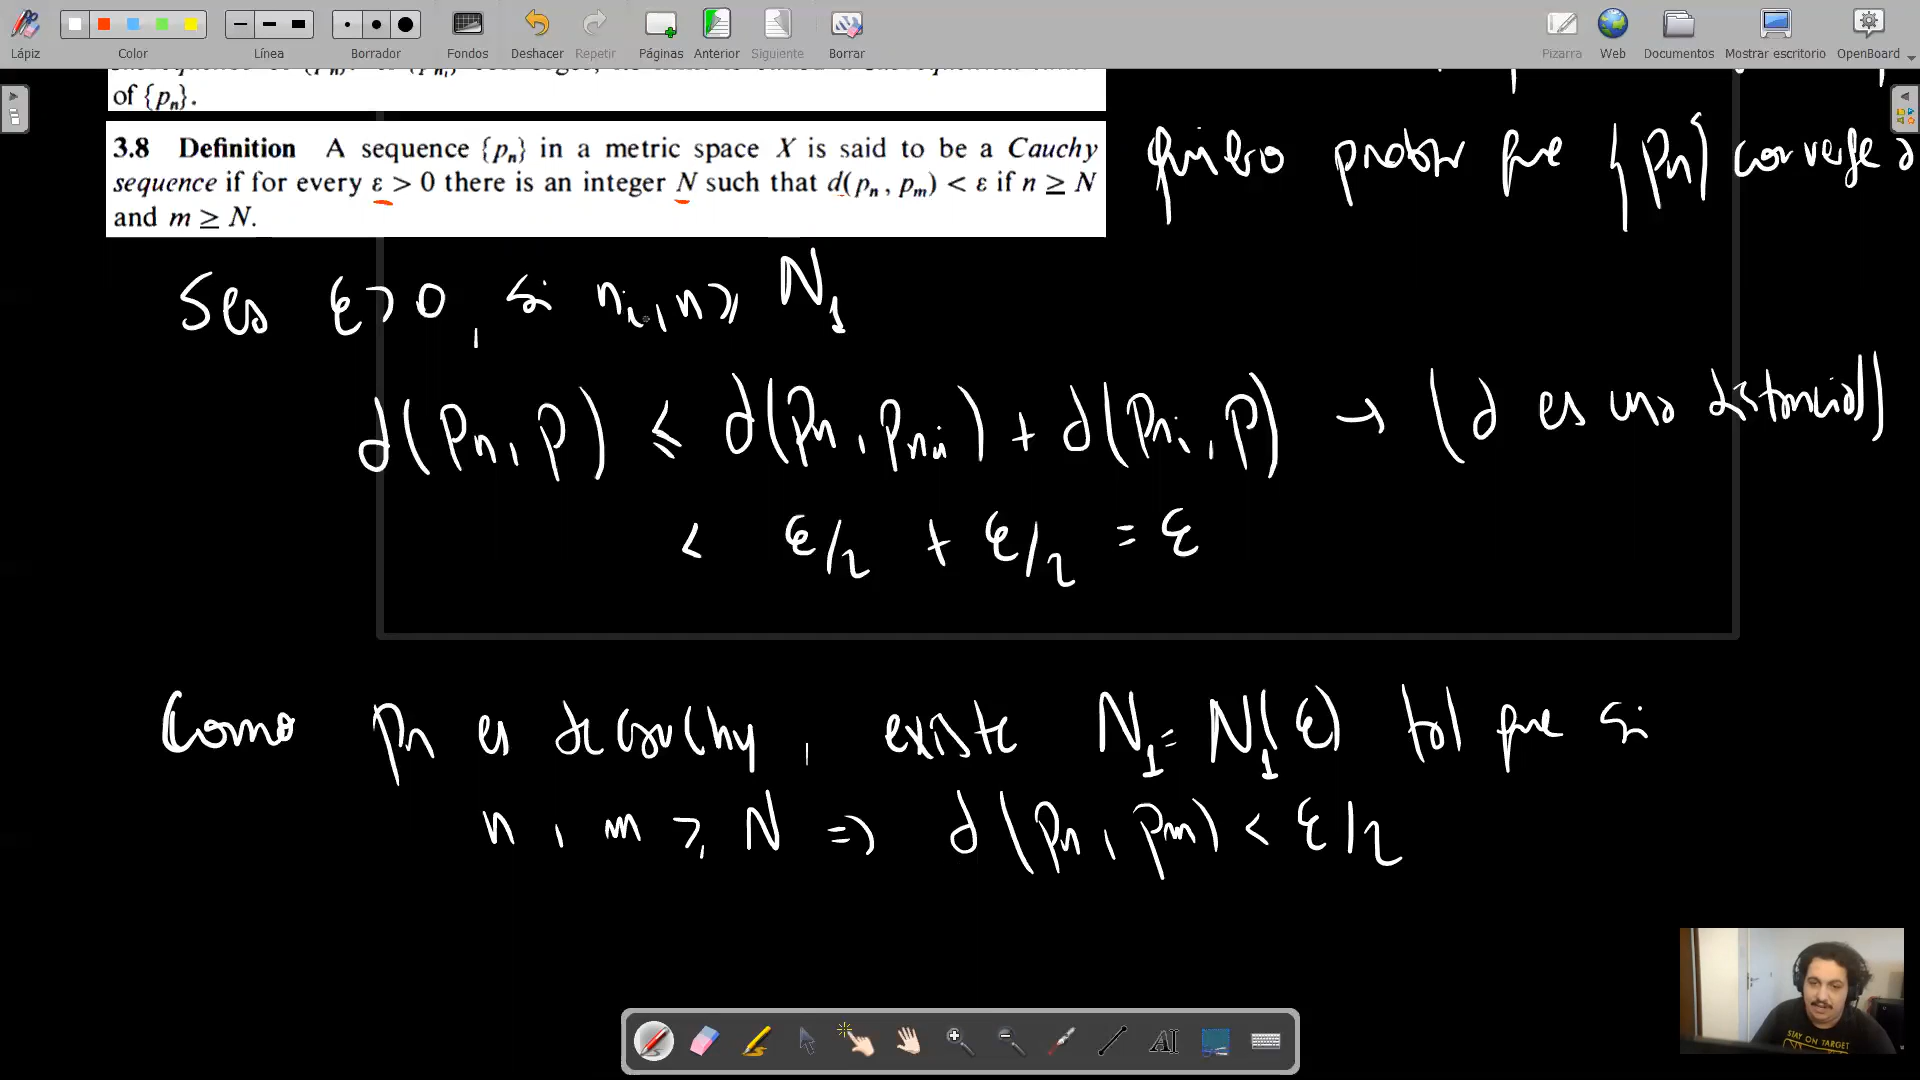 Lápiz Color Línea Borrador Fondos Deshacer Repetir Páginas Anterior Siguiente Borrar Pizarra Web Documentos Mostrar escritorio OpenBoard
of {pₙ}.
3.8 Definition A sequence {pₙ} in a metric space X is said to be a Cauchy
sequence if for every ε > 0 there is an integer N such that d(pₙ, pₘ) < ε if n ≥ N
and m ≥ N.
quiero probar que {pn} converge a
Sea ε > 0, si ni, n ≥ N1
d(pn, p) ≤ d(pn, pni) + d(pni, p) → (d es una distancia)
< ε/2 + ε/2 = ε
Como pn es de cauchy, existe N1 = N1(ε) tal que si
n, m ≥ N => d(pn, pm) < ε/2
STAY ON TARGET